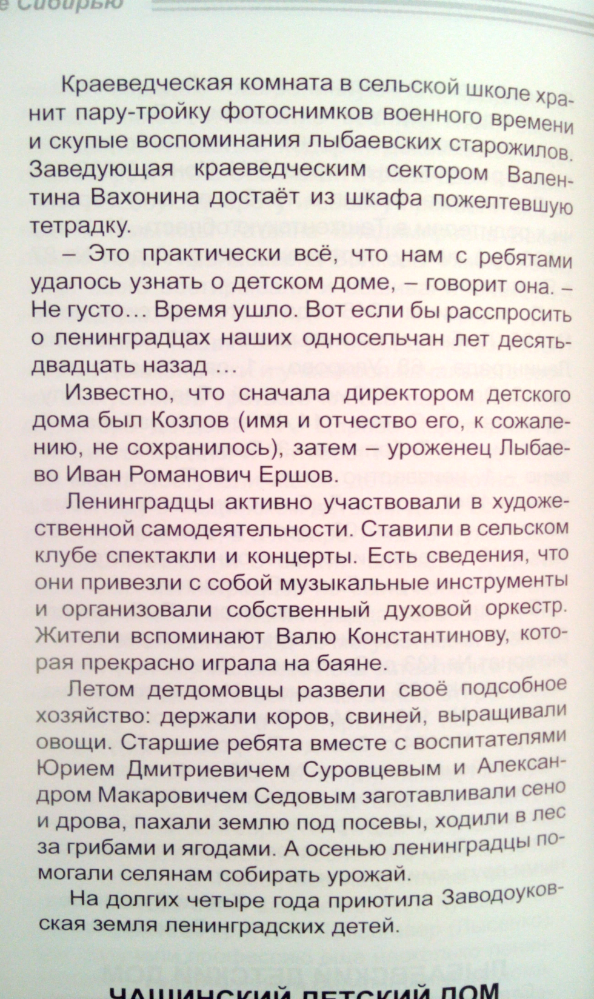 е Сибирью
Краеведческая комната в сельской школе хра-
нит пару-тройку фотоснимков военного времени
и скупые воспоминания лыбаевских старожилов.
Заведующая краеведческим сектором Вален-
тина Вахонина достаёт из шкафа пожелтевшую
тетрадку.
– Это практически всё, что нам с ребятами
удалось узнать о детском доме, – говорит она. –
Не густо... Время ушло. Вот если бы расспросить
о ленинградцах наших односельчан лет десять-
двадцать назад ...
Известно, что сначала директором детского
дома был Козлов (имя и отчество его, к сожале-
нию, не сохранилось), затем – уроженец Лыбае-
во Иван Романович Ершов.
Ленинградцы активно участвовали в художе-
ственной самодеятельности. Ставили в сельском
клубе спектакли и концерты. Есть сведения, что
они привезли с собой музыкальные инструменты
и организовали собственный духовой оркестр.
Жители вспоминают Валю Константинову, кото-
рая прекрасно играла на баяне.
Летом детдомовцы развели своё подсобное
хозяйство: держали коров, свиней, выращивали
овощи. Старшие ребята вместе с воспитателями
Юрием Дмитриевичем Суровцевым и Алексан-
дром Макаровичем Седовым заготавливали сено
и дрова, пахали землю под посевы, ходили в лес
за грибами и ягодами. А осенью ленинградцы по-
могали селянам собирать урожай.
На долгих четыре года приютила Заводоуков-
ская земля ленинградских детей.
ЧАШИНСКИЙ ДЕТСКИЙ ДОМ